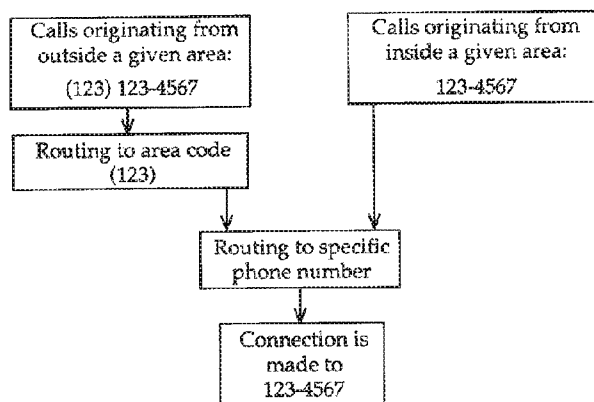 Calls originating from
outside a given area:
(123) 123-4567
Calls originating from
inside a given area:
123-4567
Routing to area code
(123)
Routing to specific
phone number
Connection is
made to
123-4567